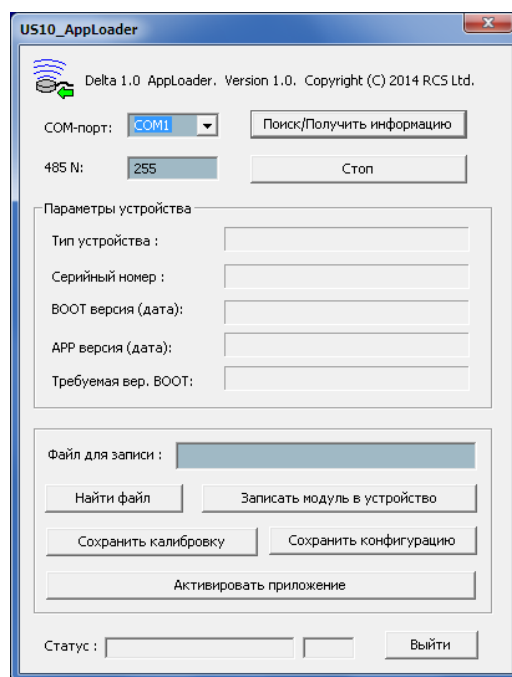 US10_AppLoader
Delta 1.0 AppLoader. Version 1.0. Copyright (C) 2014 RCS Ltd.
COM-порт: COM1 Поиск/Получить информацию
485 N: 255 Стоп
Параметры устройства
Тип устройства :
Серийный номер :
BOOT версия (дата):
APP версия (дата):
Требуемая вер. BOOT:
Файл для записи :
Найти файл Записать модуль в устройство
Сохранить калибровку Сохранить конфигурацию
Активировать приложение
Статус : Выйти